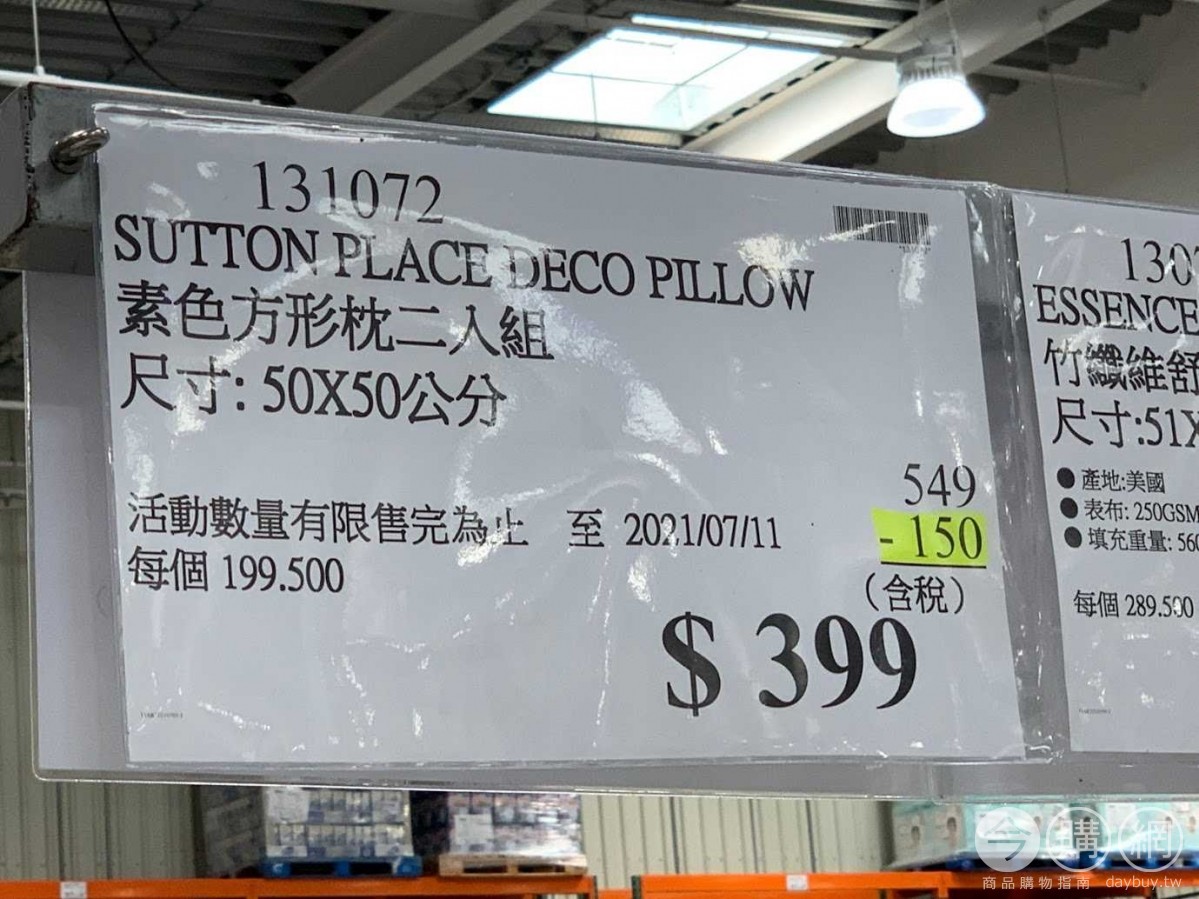 131072
SUTTON PLACE DECO PILLOW
素色方形枕二入組
尺寸: 50X50公分
549
活動數量有限售完為止 至 2021/07/11
- 150
每個 199.500
(含稅)
$ 399
130
ESSENCE
竹纖維舒
尺寸:51X
●產地:美國
●表布: 250GSM
●填充重量: 560
每個 289.500
今購網
商品購物指南 daybuy.tw